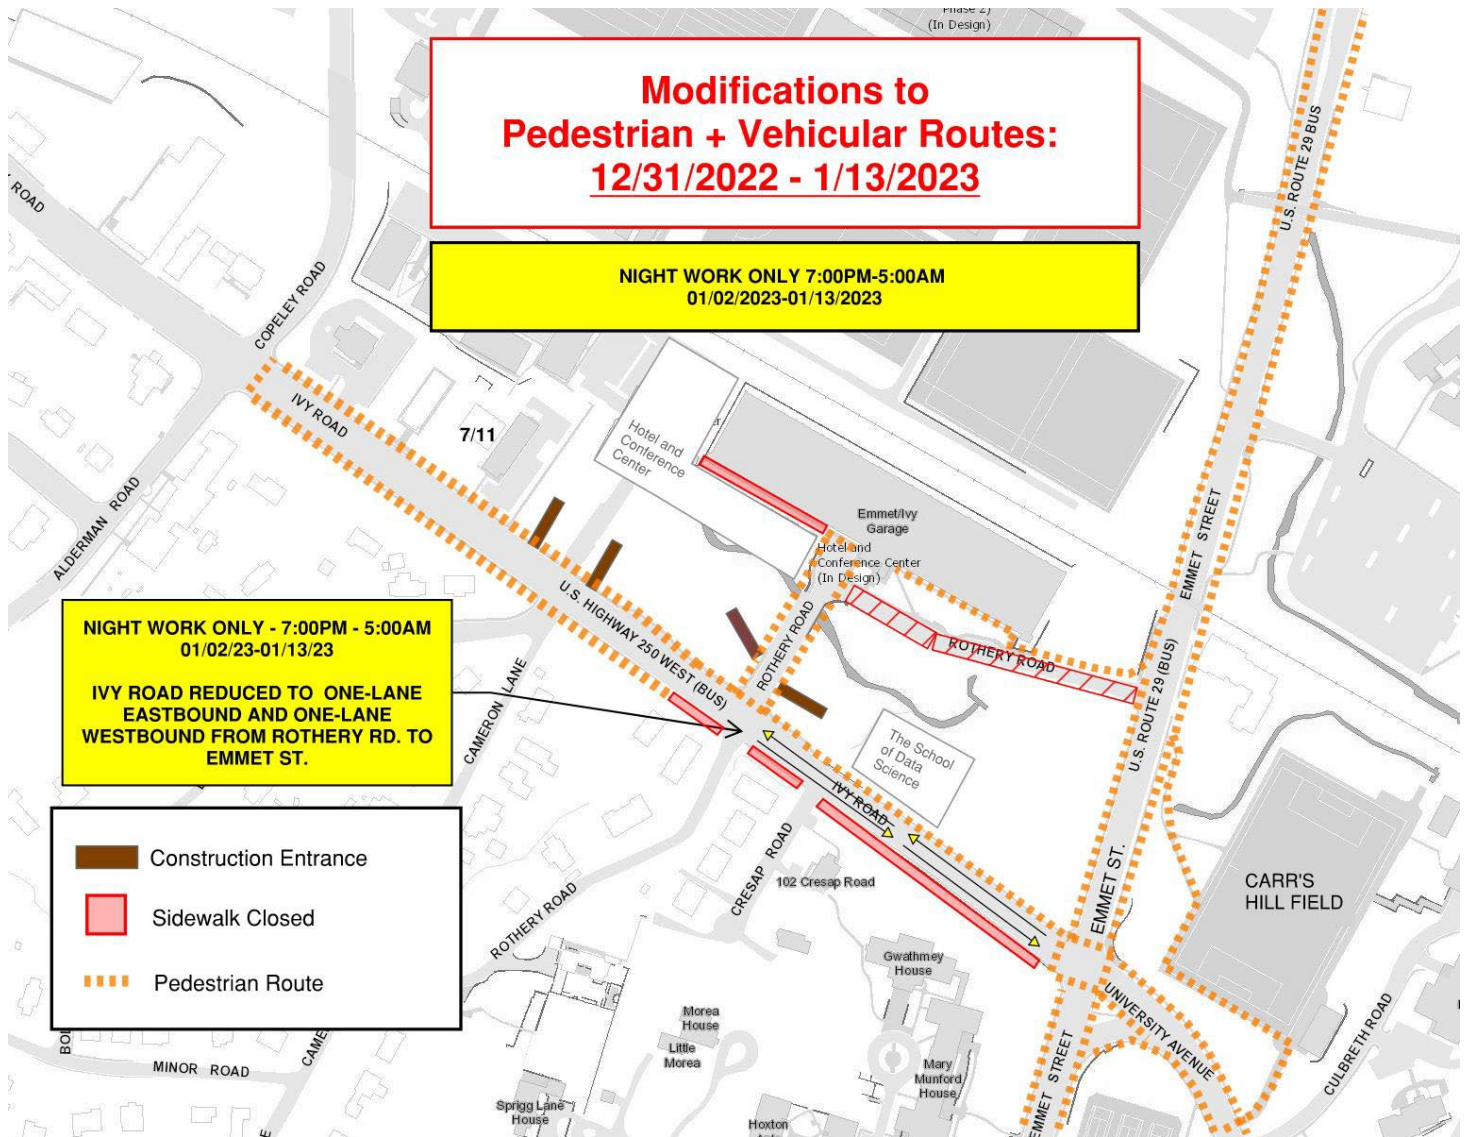 Phase 2)
(In Design)
Modifications to
Pedestrian + Vehicular Routes:
12/31/2022 - 1/13/2023
NIGHT WORK ONLY 7:00PM-5:00AM
01/02/2023-01/13/2023
ROAD
COPELEY ROAD
IVY ROAD
ALDERMAN ROAD
7/11
Hotel and
Conference
Center
Emmet/Ivy
Garage
Hotel and
Conference Center
(In Design)
U.S. ROUTE 29 BUS
EMMET STREET
U.S. ROUTE 29 (BUS)
EMMET ST.
U.S. HIGHWAY 250 WEST (BUS)
ROTHERY ROAD
ROTHERY ROAD
CAMERON LANE
NIGHT WORK ONLY - 7:00PM - 5:00AM
01/02/23-01/13/23
IVY ROAD REDUCED TO ONE-LANE
EASTBOUND AND ONE-LANE
WESTBOUND FROM ROTHERY RD. TO
EMMET ST.
The School
of Data
Science
IVY ROAD
CRESAP ROAD
102 Cresap Road
ROTHERY ROAD
CARR'S
HILL FIELD
Construction Entrance
Sidewalk Closed
Pedestrian Route
Gwathmey
House
Morea
House
Little
Morea
Mary
Munford
House
Sprigg Lane
House
Hoxton
UNIVERSITY AVENUE
EMMET STREET
CULBRETH ROAD
MINOR ROAD
BOL
CAME